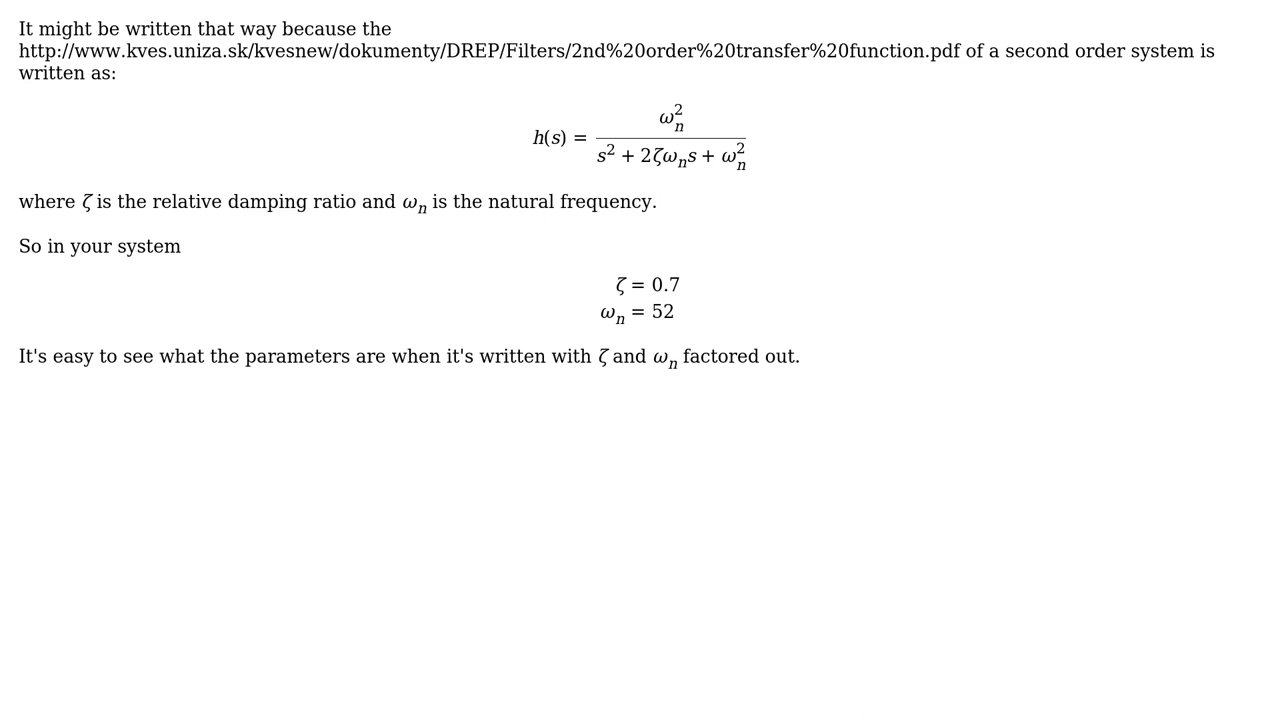 It might be written that way because the
http://www.kves.uniza.sk/kvesnew/dokumenty/DREP/Filters/2nd%20order%20transfer%20function.pdf of a second order system is
written as:
h(s) = ω_n^2 / (s^2 + 2ζω_n s + ω_n^2)
where ζ is the relative damping ratio and ω_n is the natural frequency.
So in your system
ζ = 0.7
ω_n = 52
It's easy to see what the parameters are when it's written with ζ and ω_n factored out.